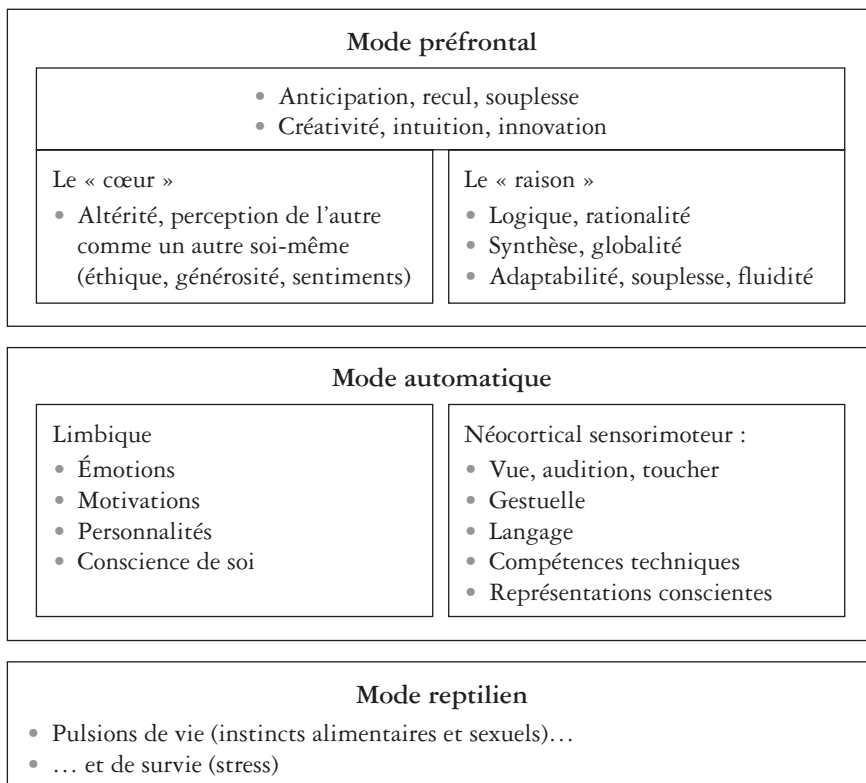 Mode préfrontal
• Anticipation, recul, souplesse
• Créativité, intuition, innovation
Le « cœur »
• Altérité, perception de l’autre
comme un autre soi-même
(éthique, générosité, sentiments)
Le « raison »
• Logique, rationalité
• Synthèse, globalité
• Adaptabilité, souplesse, fluidité
Mode automatique
Limbique
• Émotions
• Motivations
• Personnalités
• Conscience de soi
Néocortical sensorimoteur :
• Vue, audition, toucher
• Gestuelle
• Langage
• Compétences techniques
• Représentations conscientes
Mode reptilien
• Pulsions de vie (instincts alimentaires et sexuels)…
• … et de survie (stress)